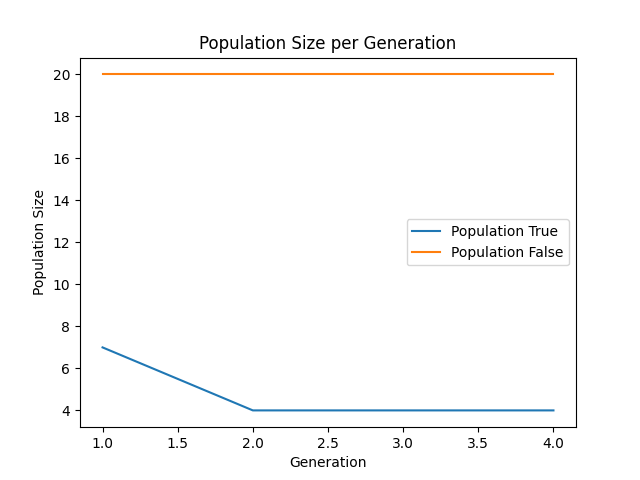 Population Size per Generation
Population Size
20
18
16
14
12
10
8
6
4
Population True
Population False
1.0 1.5 2.0 2.5 3.0 3.5 4.0
Generation